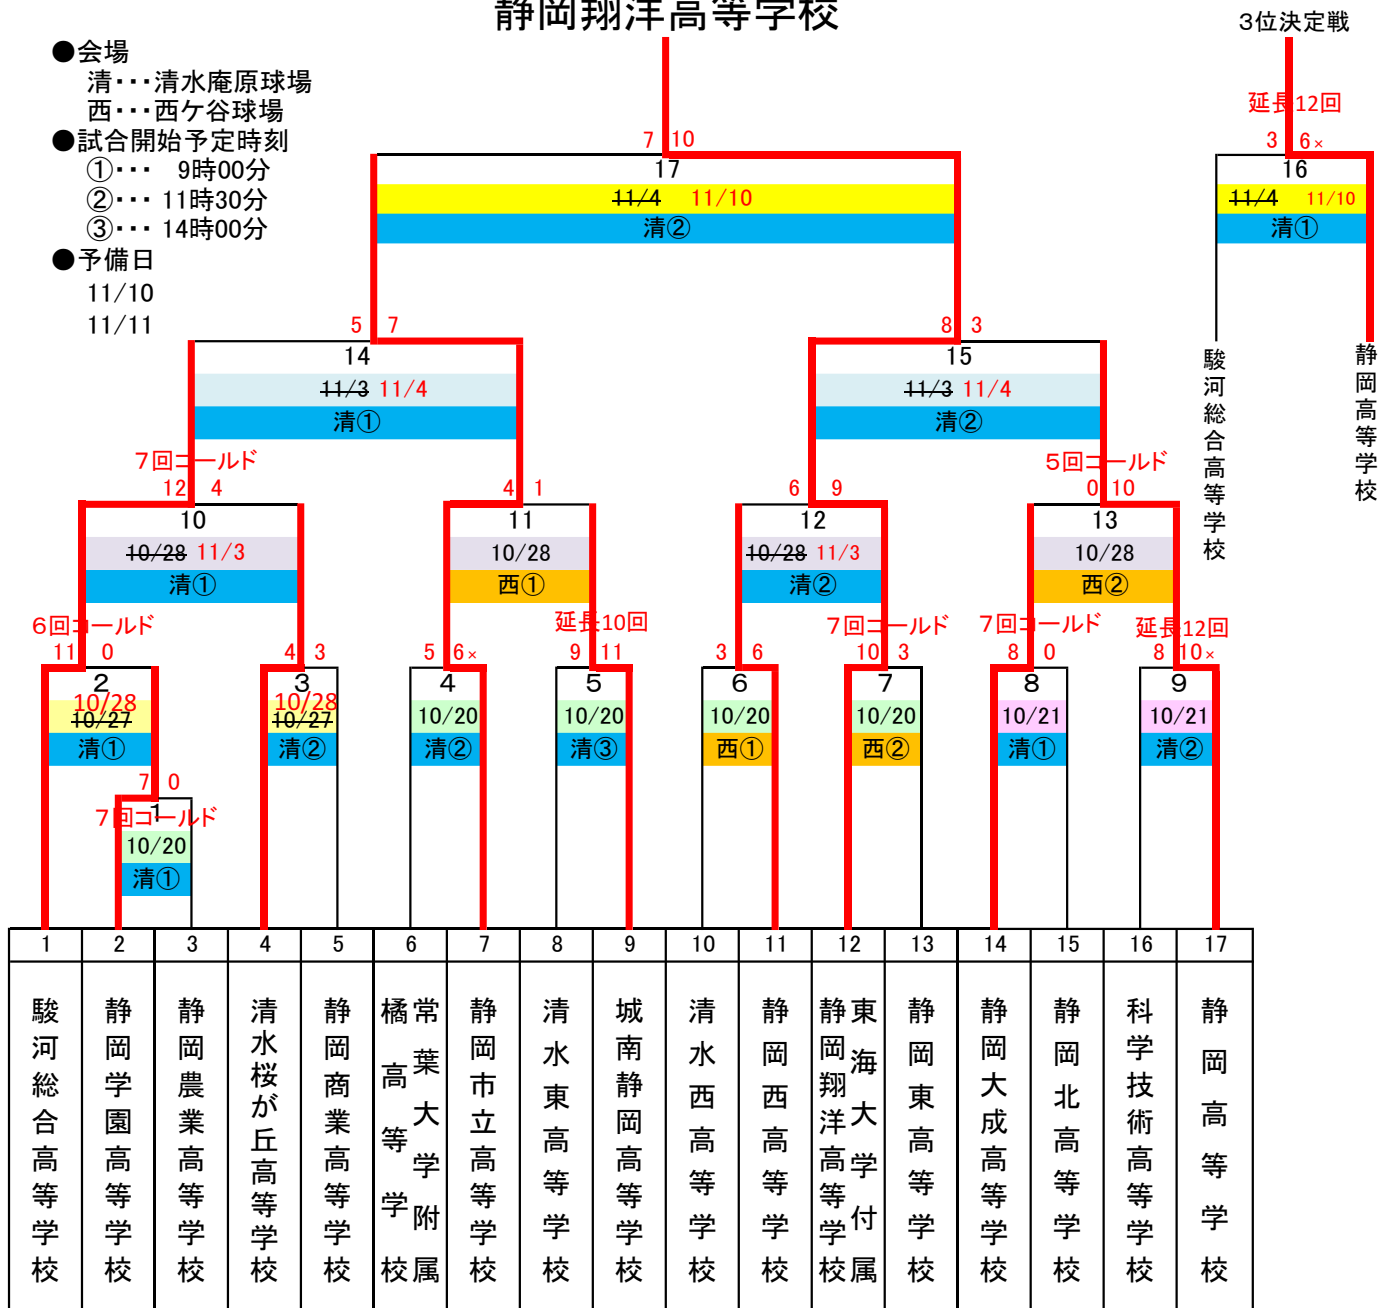 静岡翔洋高等学校
3位決定戦
●会場
清・・・清水庵原球場
西・・・西ケ谷球場
●試合開始予定時刻
①・・・ 9時00分
②・・・ 11時30分
③・・・ 14時00分
●予備日
11/10
11/11
延長12回
7 10
17
11/4 11/10
清②
3 6×
16
11/4 11/10
清①
駿河総合高等学校
静岡高等学校
5 7
14
11/3 11/4
清①
8 3
15
11/3 11/4
清②
7回コールド
12 4
10
10/28 11/3
清①
4 1
11
10/28
西①
6 9
12
10/28 11/3
清②
5回コールド
0 10
13
10/28
西②
6回コールド
11 0
2
10/28
10/27
清①
4 3
3
10/28
10/27
清②
5 6×
4
10/20
清②
延長10回
9 11
5
10/20
清③
3 6
6
10/20
西①
7回コールド
10 3
7
10/20
西②
7回コールド
8 0
8
10/21
清①
延長12回
8 10×
9
10/21
清②
7 0
1
7回コールド
10/20
清①
1 2 3 4 5 6 7 8 9 10 11 12 13 14 15 16 17
駿河総合高等学校
静岡学園高等学校
静岡農業高等学校
清水桜が丘高等学校
静岡商業高等学校
常葉大学附属
橘高等学校
静岡市立高等学校
清水東高等学校
城南静岡高等学校
清水西高等学校
静岡西高等学校
東海大学付属
静岡翔洋高等学校
静岡東高等学校
静岡大成高等学校
静岡北高等学校
科学技術高等学校
静岡高等学校